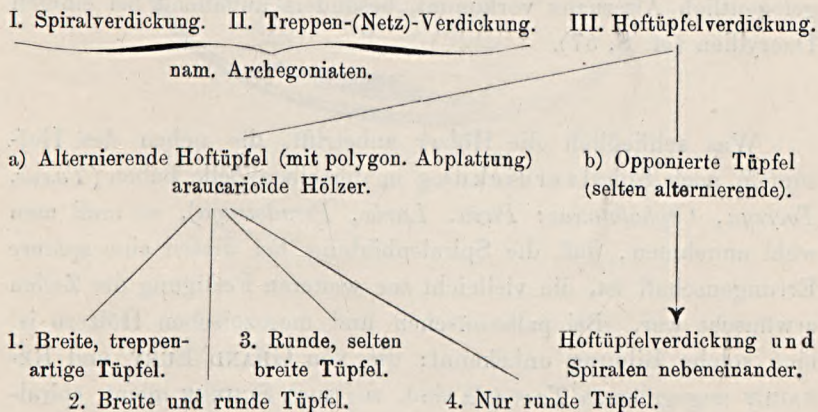 I. Spiralverdickung. II. Treppen-(Netz)-Verdickung. III. Hoftüpfelverdickung.
nam. Archegoniaten.
a) Alternierende Hoftüpfel (mit polygon. Abplattung)
araucarioïde Hölzer.
b) Opponierte Tüpfel
(selten alternierende).
1. Breite, treppen-
artige Tüpfel.
3. Runde, selten
breite Tüpfel.
Hoftüpfelverdickung und
Spiralen nebeneinander.
2. Breite und runde Tüpfel.
4. Nur runde Tüpfel.